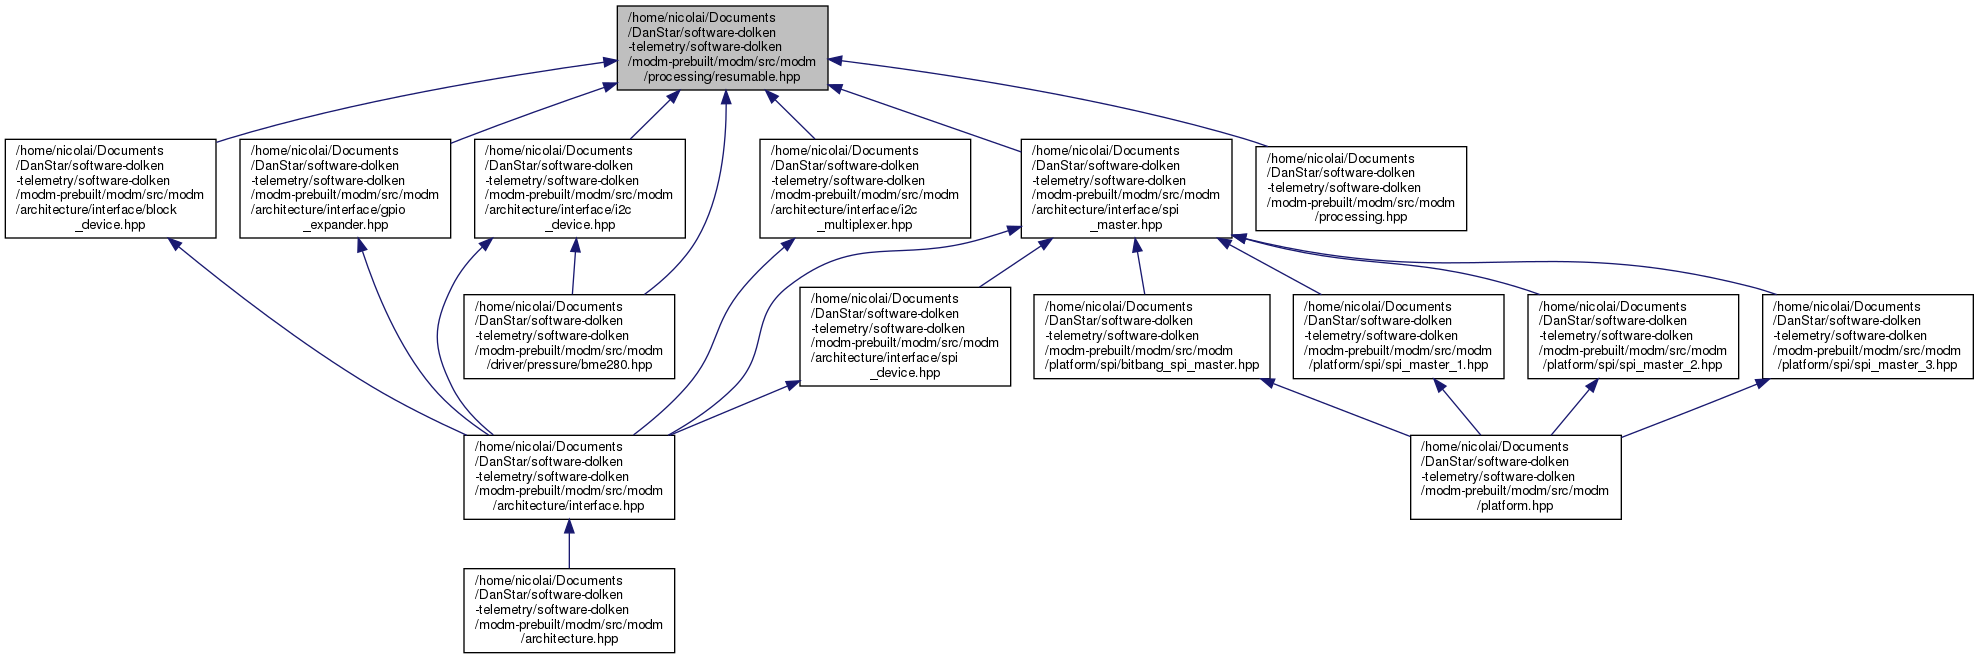 /home/nicolai/Documents
/DanStar/software-dolken
-telemetry/software-dolken
/modm-prebuilt/modm/src/modm
/processing/resumable.hpp
/home/nicolai/Documents
/DanStar/software-dolken
-telemetry/software-dolken
/modm-prebuilt/modm/src/modm
/architecture/interface/block
_device.hpp
/home/nicolai/Documents
/DanStar/software-dolken
-telemetry/software-dolken
/modm-prebuilt/modm/src/modm
/architecture/interface/gpio
_expander.hpp
/home/nicolai/Documents
/DanStar/software-dolken
-telemetry/software-dolken
/modm-prebuilt/modm/src/modm
/architecture/interface/i2c
_device.hpp
/home/nicolai/Documents
/DanStar/software-dolken
-telemetry/software-dolken
/modm-prebuilt/modm/src/modm
/architecture/interface/i2c
_multiplexer.hpp
/home/nicolai/Documents
/DanStar/software-dolken
-telemetry/software-dolken
/modm-prebuilt/modm/src/modm
/architecture/interface/spi
_master.hpp
/home/nicolai/Documents
/DanStar/software-dolken
-telemetry/software-dolken
/modm-prebuilt/modm/src/modm
/processing.hpp
/home/nicolai/Documents
/DanStar/software-dolken
-telemetry/software-dolken
/modm-prebuilt/modm/src/modm
/driver/pressure/bme280.hpp
/home/nicolai/Documents
/DanStar/software-dolken
-telemetry/software-dolken
/modm-prebuilt/modm/src/modm
/architecture/interface/spi
_device.hpp
/home/nicolai/Documents
/DanStar/software-dolken
-telemetry/software-dolken
/modm-prebuilt/modm/src/modm
/platform/spi/bitbang_spi_master.hpp
/home/nicolai/Documents
/DanStar/software-dolken
-telemetry/software-dolken
/modm-prebuilt/modm/src/modm
/platform/spi/spi_master_1.hpp
/home/nicolai/Documents
/DanStar/software-dolken
-telemetry/software-dolken
/modm-prebuilt/modm/src/modm
/platform/spi/spi_master_2.hpp
/home/nicolai/Documents
/DanStar/software-dolken
-telemetry/software-dolken
/modm-prebuilt/modm/src/modm
/platform/spi/spi_master_3.hpp
/home/nicolai/Documents
/DanStar/software-dolken
-telemetry/software-dolken
/modm-prebuilt/modm/src/modm
/architecture/interface.hpp
/home/nicolai/Documents
/DanStar/software-dolken
-telemetry/software-dolken
/modm-prebuilt/modm/src/modm
/platform.hpp
/home/nicolai/Documents
/DanStar/software-dolken
-telemetry/software-dolken
/modm-prebuilt/modm/src/modm
/architecture.hpp